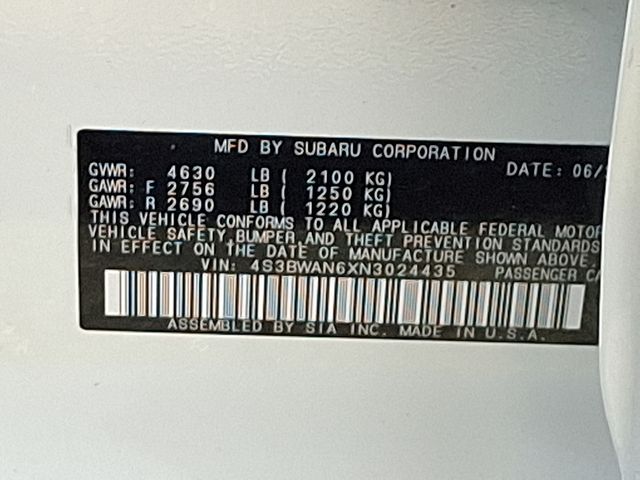 MFD BY SUBARU CORPORATION
DATE: 06/
GVWR: 4630 LB ( 2100 KG)
GAWR: F 2756 LB ( 1250 KG)
GAWR: R 2690 LB ( 1220 KG)
THIS VEHICLE CONFORMS TO ALL APPLICABLE FEDERAL MOTOR
VEHICLE SAFETY, BUMPER, AND THEFT PREVENTION STANDARDS
IN EFFECT ON THE DATE OF MANUFACTURE SHOWN ABOVE.
VIN: 4S3BWAN6XN3024435 PASSENGER CA
ASSEMBLED BY SIA INC. MADE IN U.S.A.